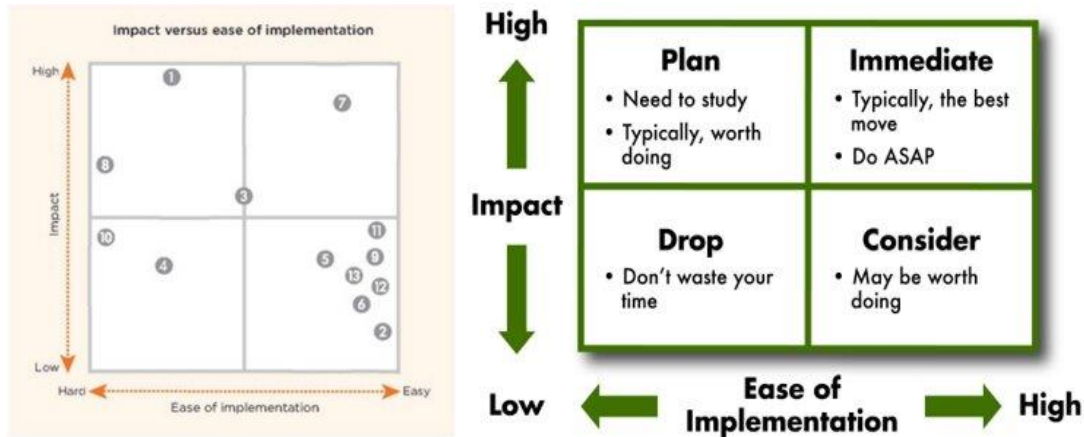 Impact versus ease of implementation
High
1
7
8
3
Impact
10
11
4
5
9
13
12
6
2
Low
Hard
Easy
Ease of implementation
High
Impact
Low
Plan
• Need to study
• Typically, worth
doing
Immediate
• Typically, the best
move
• Do ASAP
Drop
• Don't waste your
time
Consider
• May be worth
doing
Ease of
Implementation
High